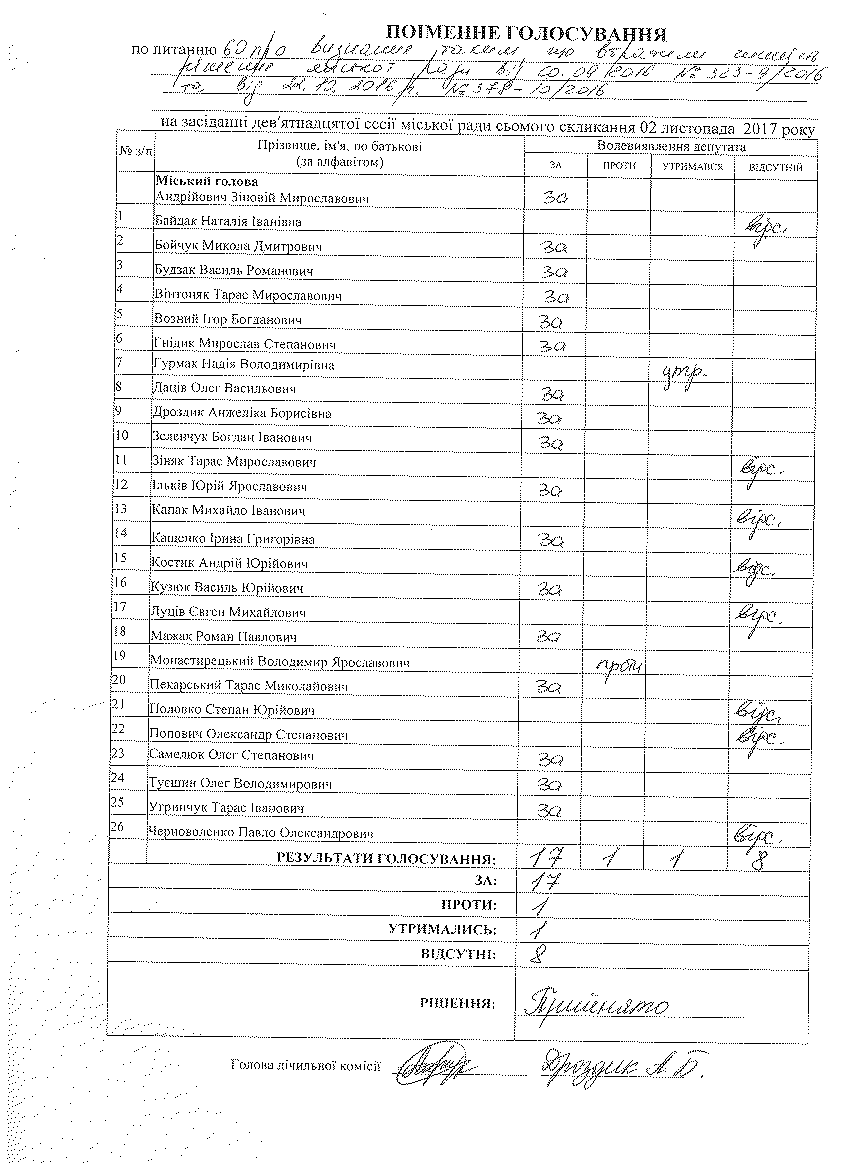 ПОІМЕННЕ ГОЛОСУВАННЯ
по питанню 60 про визнання таким що втратили чинність
рішення міської ради від 20.09.2016 № 323-9/2016
та від 22.10.2016 р. № 378-10/2016
на засіданні дев'ятнадцятої сесії міської ради сьомого скликання 02 листопада 2017 року
№ з/п Прізвище, ім'я, по батькові (за алфавітом) Волевиявлення депутата
ЗА ПРОТИ УТРИМАВСЯ ВІДСУТНІЙ
Міський голова
Андрійович Зіновій Мирославович за
1 Байдак Наталія Іванівна відс.
2 Бойчук Микола Дмитрович за
3 Будзак Василь Романович за
4 Вінтоняк Тарас Мирославович за
5 Возний Ігор Богданович за
6 Гнідик Мирослав Степанович за
7 Гурмак Надія Володимирівна утр.
8 Даців Олег Васильович за
9 Дроздик Анжеліка Борисівна за
10 Зеленчук Богдан Іванович за
11 Зіняк Тарас Мирославович відс.
12 Ільків Юрій Ярославович за
13 Капак Михайло Іванович відс.
14 Кащенко Ірина Григорівна за
15 Костик Андрій Юрійович відс.
16 Кузюк Василь Юрійович за
17 Луців Євген Михайлович відс.
18 Мажак Роман Павлович за
19 Монастирецький Володимир Ярославович проти
20 Пекарський Тарас Миколайович за
21 Половко Степан Юрійович відс.
22 Попович Олександр Степанович відс.
23 Самелюк Олег Степанович за
24 Туєшин Олег Володимирович за
25 Угринчук Тарас Іванович за
26 Черноволенко Павло Олександрович відс.
РЕЗУЛЬТАТИ ГОЛОСУВАННЯ: 17 1 1 8
ЗА: 17
ПРОТИ: 1
УТРИМАЛИСЬ: 1
ВІДСУТНІ: 8
РІШЕННЯ: Прийнято
Голова лічильної комісії Дроздик А. Б.